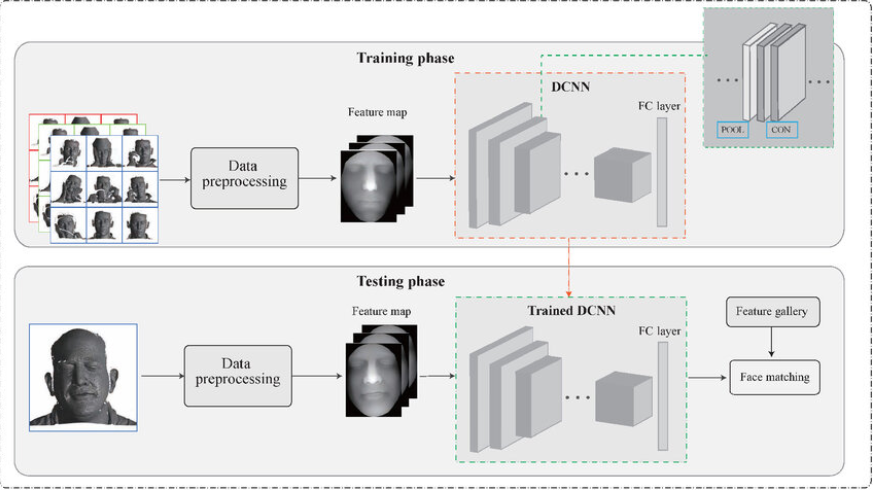 Training phase
DCNN
Feature map
FC layer
POOL
CON
Data
preprocessing
Testing phase
Feature map
Trained DCNN
FC layer
Feature gallery
Data
preprocessing
Face matching